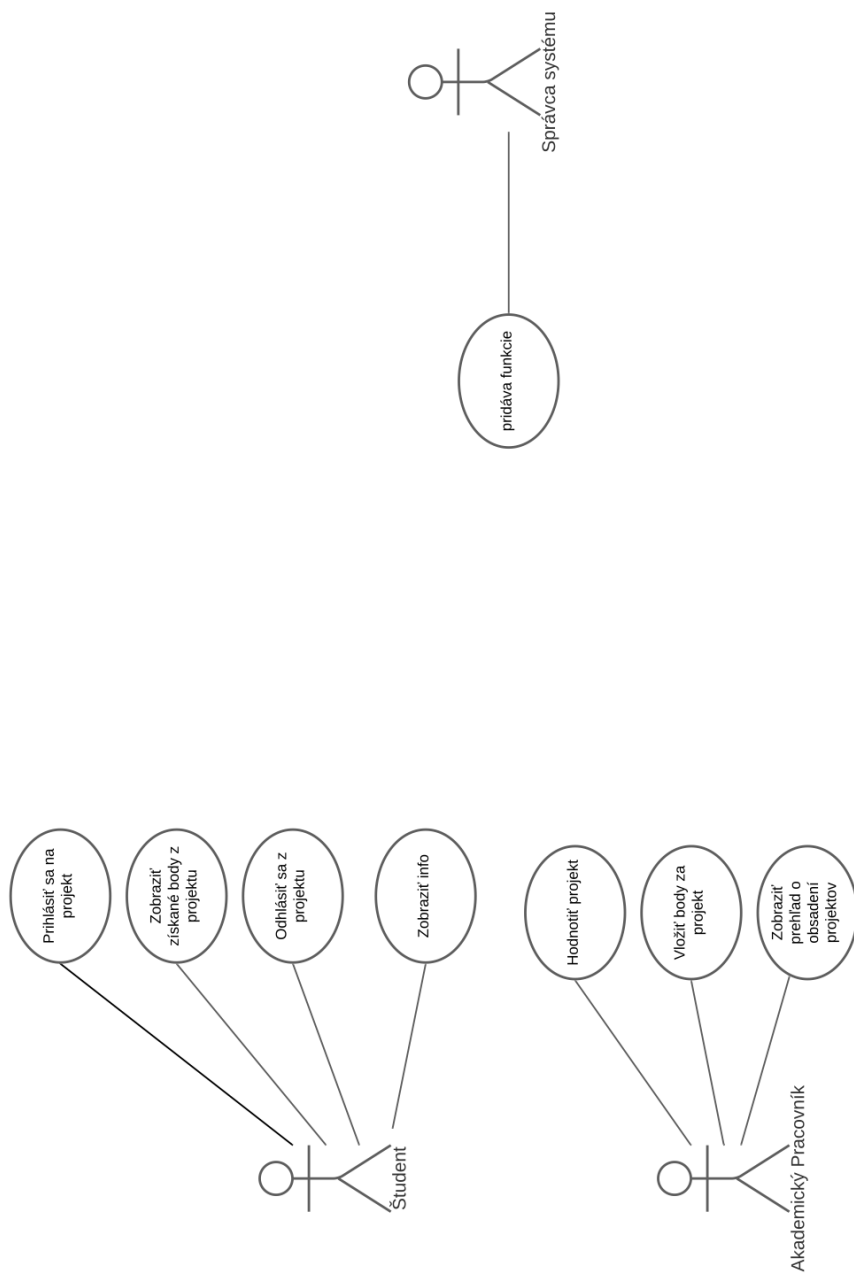 Prihlásiť sa na
projekt
Zobraziť
získané body z
projektu
Odhlásiť sa z
projektu
Zobraziť info
Študent
Hodnotiť projekt
Vložiť body za
projekt
Zobraziť
prehľad o
obsadení
projektov
Akademický Pracovník
pridáva funkcie
Správca systému